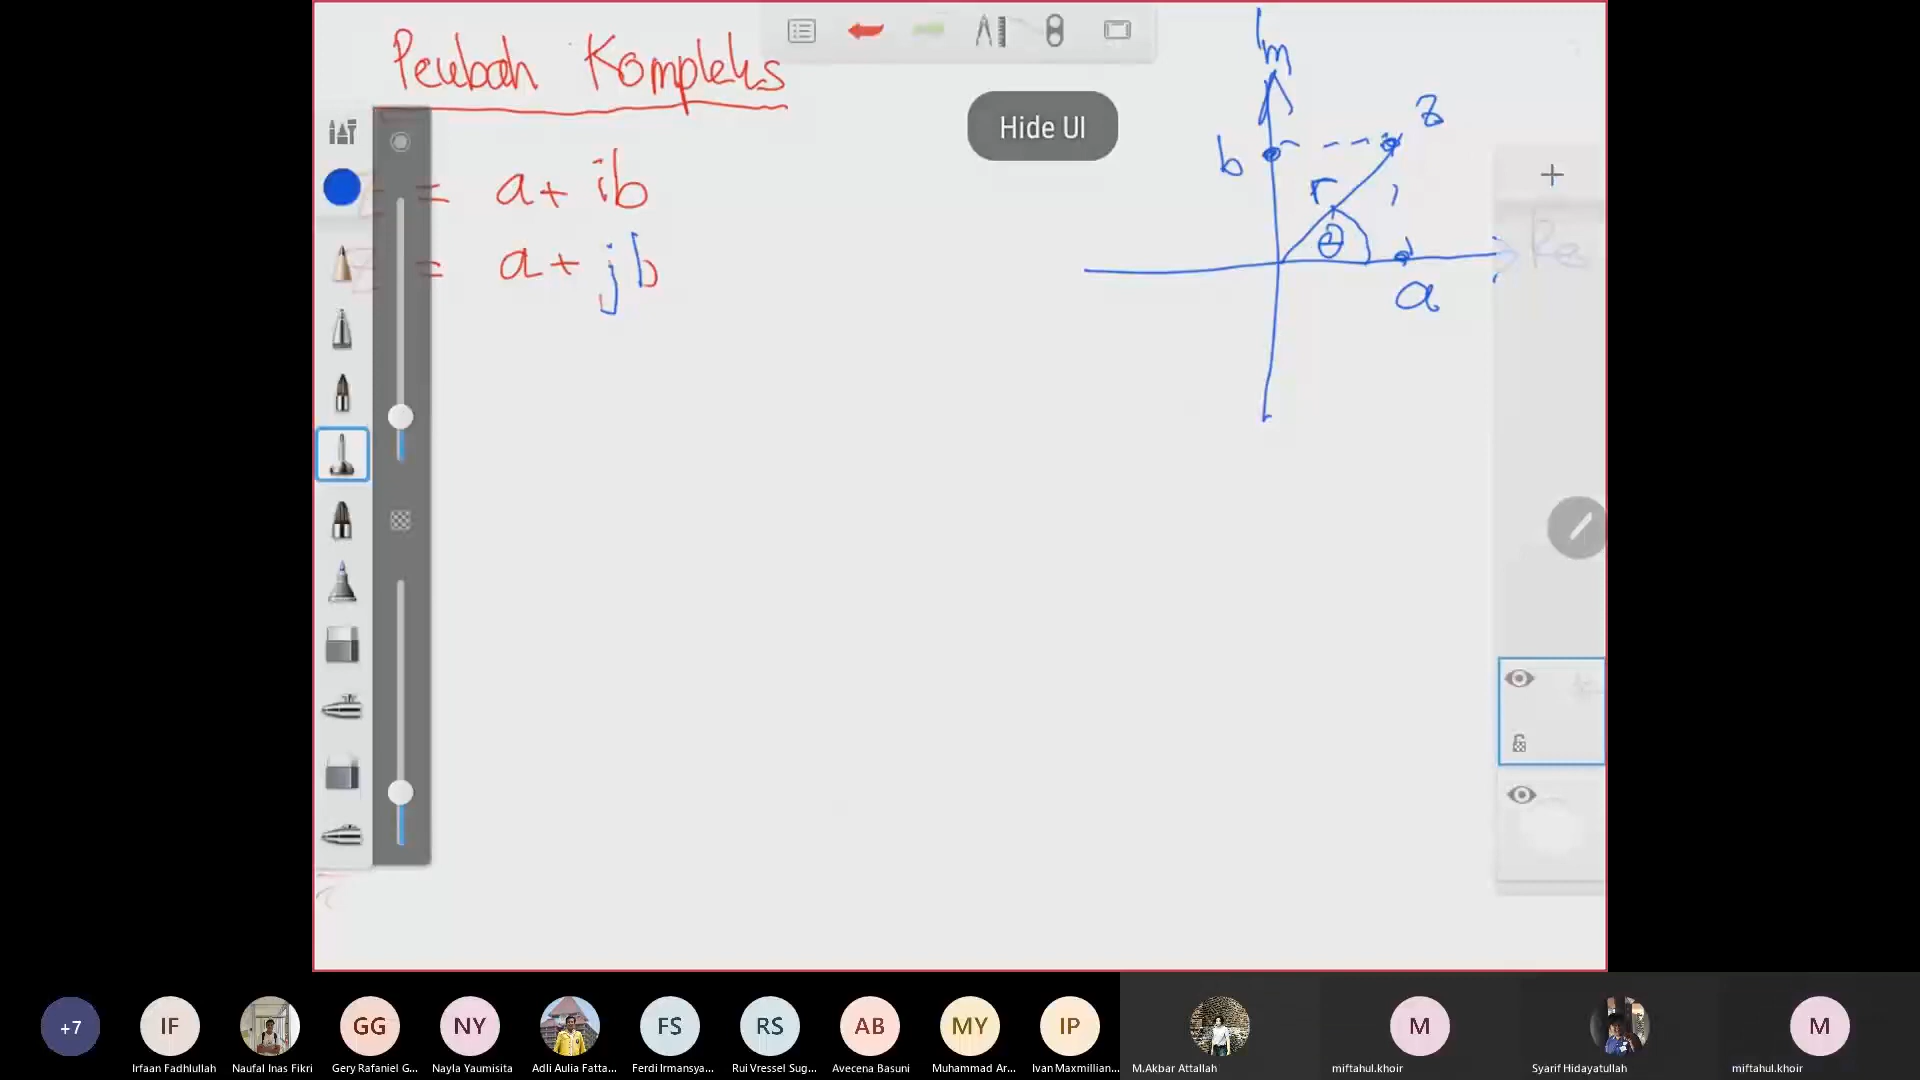 Peubah Kompleks
Hide UI
z = a + ib
z = a + jb
Im
z
b
r
θ
a
Re
+7
IF
GG
NY
FS
RS
AB
MY
IP
M
M
Irfaan Fadhlullah
Naufal Inas Fikri
Gery Rafaniel G...
Nayla Yaumisita
Adli Aulia Fatta...
Ferdi Irmansya...
Rui Vressel Sug...
Avecena Basuni
Muhammad Ar...
Ivan Maxmillian...
M.Akbar Attallah
miftahul.khoir
Syarif Hidayatullah
miftahul.khoir